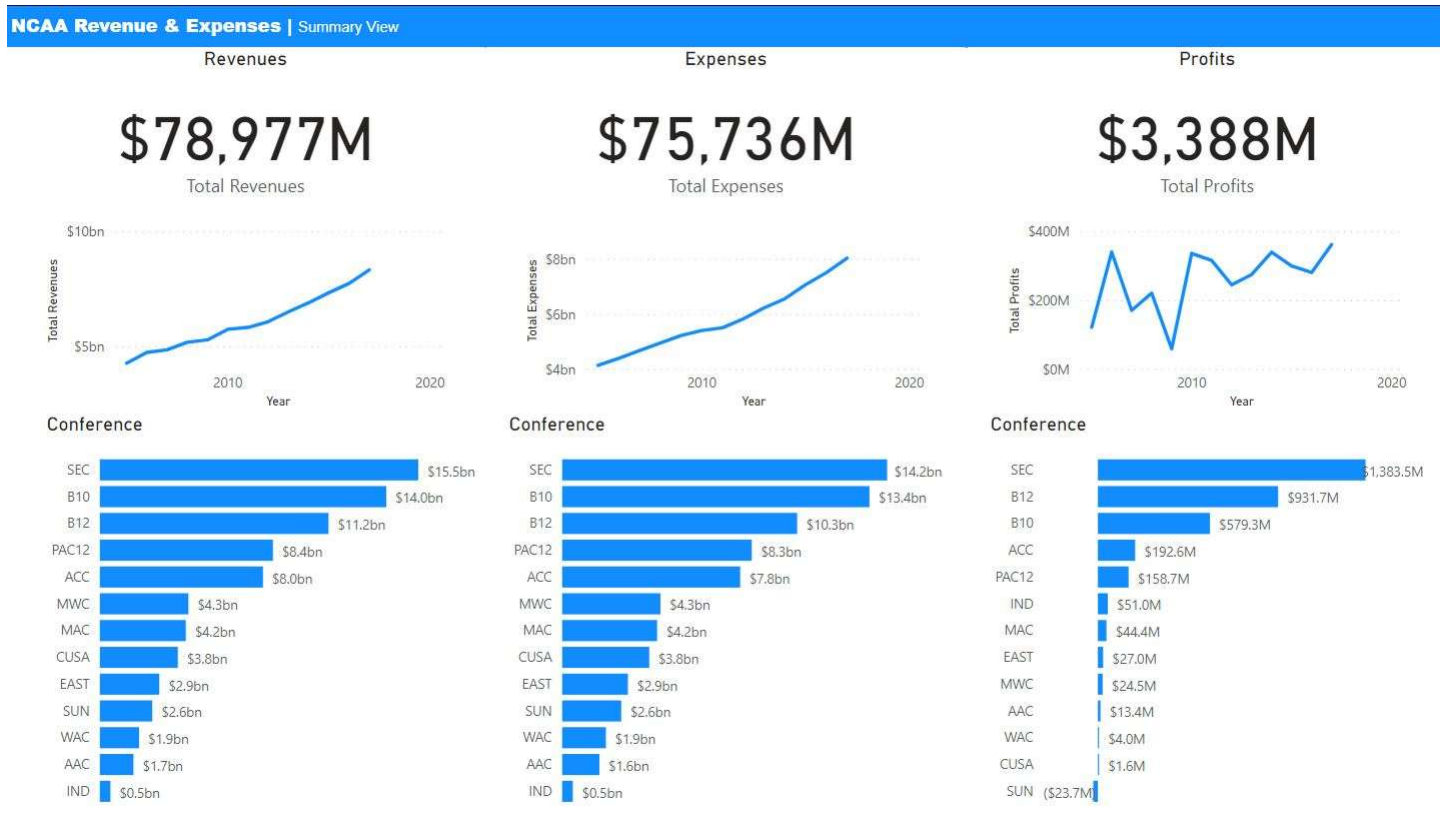 NCAA Revenue & Expenses | Summary View
Revenues
$78,977M
Total Revenues
$10bn
$5bn
Total Revenues
2010 2020
Year
Conference
SEC $15.5bn
B10 $14.0bn
B12 $11.2bn
PAC12 $8.4bn
ACC $8.0bn
MWC $4.3bn
MAC $4.2bn
CUSA $3.8bn
EAST $2.9bn
SUN $2.6bn
WAC $1.9bn
AAC $1.7bn
IND $0.5bn
Expenses
$75,736M
Total Expenses
$8bn
$6bn
$4bn
Total Expenses
2010 2020
Year
Conference
SEC $14.2bn
B10 $13.4bn
B12 $10.3bn
PAC12 $8.3bn
ACC $7.8bn
MWC $4.3bn
MAC $4.2bn
CUSA $3.8bn
EAST $2.9bn
SUN $2.6bn
WAC $1.9bn
AAC $1.6bn
IND $0.5bn
Profits
$3,388M
Total Profits
$400M
$200M
$0M
Total Profits
2010 2020
Year
Conference
SEC $1,383.5M
B12 $931.7M
B10 $579.3M
ACC $192.6M
PAC12 $158.7M
IND $51.0M
MAC $44.4M
EAST $27.0M
MWC $24.5M
AAC $13.4M
WAC $4.0M
CUSA $1.6M
SUN ($23.7M)